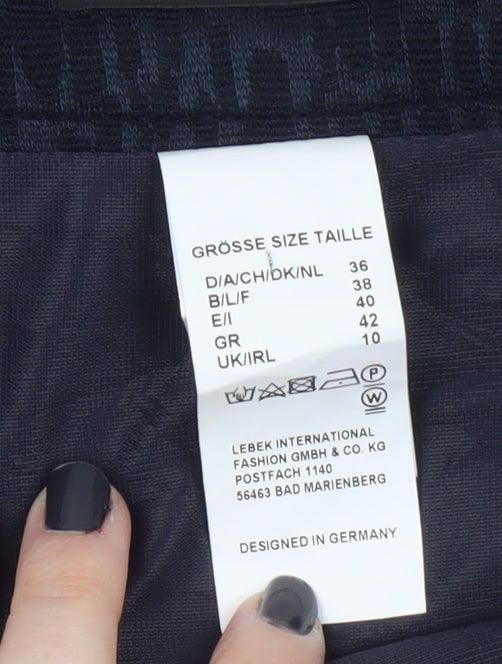 GRÖSSE SIZE TAILLE
D/A/CH/DK/NL 36
B/L/F 38
E/I 40
GR 42
UK/IRL 10
P
W
LEBEK INTERNATIONAL
FASHION GMBH & CO. KG
POSTFACH 1140
56463 BAD MARIENBERG
DESIGNED IN GERMANY